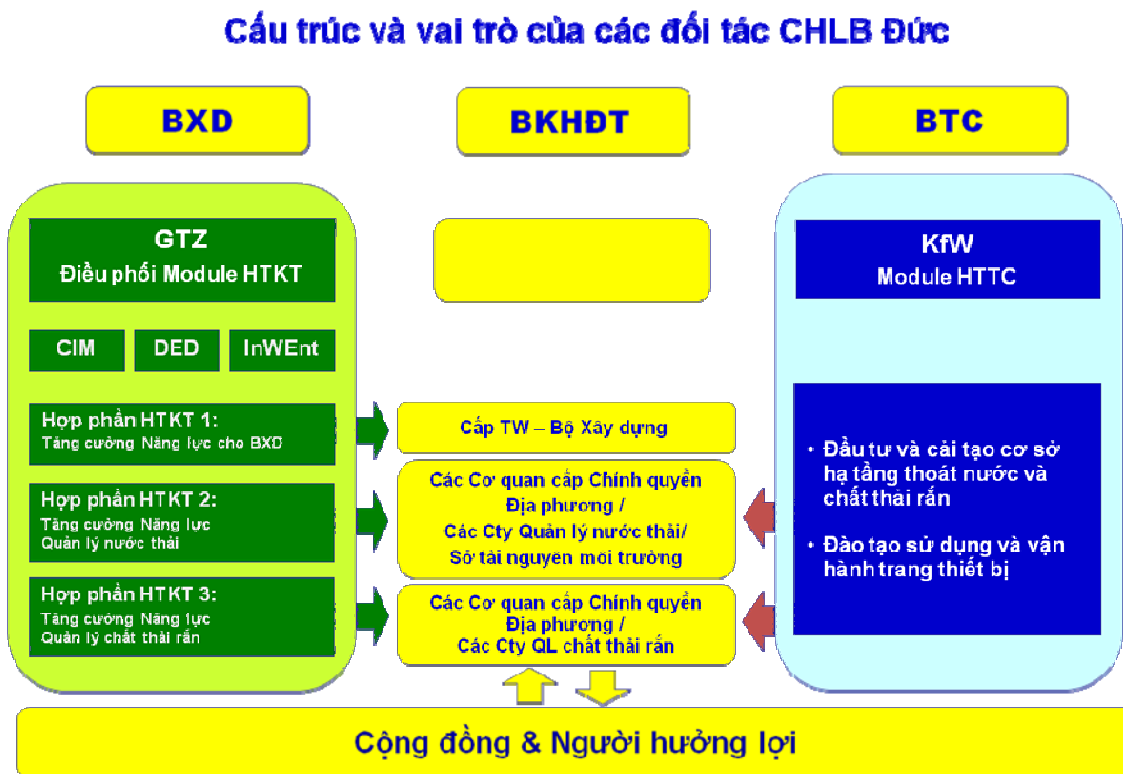 Cấu trúc và vai trò của các đối tác CHLB Đức
BXD
BKHĐT
BTC
GTZ
Điều phối Module HTKT
CIM
DED
InWEnt
Hợp phần HTKT 1:
Tăng cường Năng lực cho BXD
Hợp phần HTKT 2:
Tăng cường Năng lực
Quản lý nước thải
Hợp phần HTKT 3:
Tăng cường Năng lực
Quản lý chất thải rắn
Cấp TW – Bộ Xây dựng
Các Cơ quan cấp Chính quyền
Địa phương /
Các Cty Quản lý nước thải/
Sở tài nguyên môi trường
Các Cơ quan cấp Chính quyền
Địa phương /
Các Cty QL chất thải rắn
KfW
Module HTTC
• Đầu tư và cải tạo cơ sở
hạ tầng thoát nước và
chất thải rắn
• Đào tạo sử dụng và vận
hành trang thiết bị
Cộng đồng & Người hưởng lợi